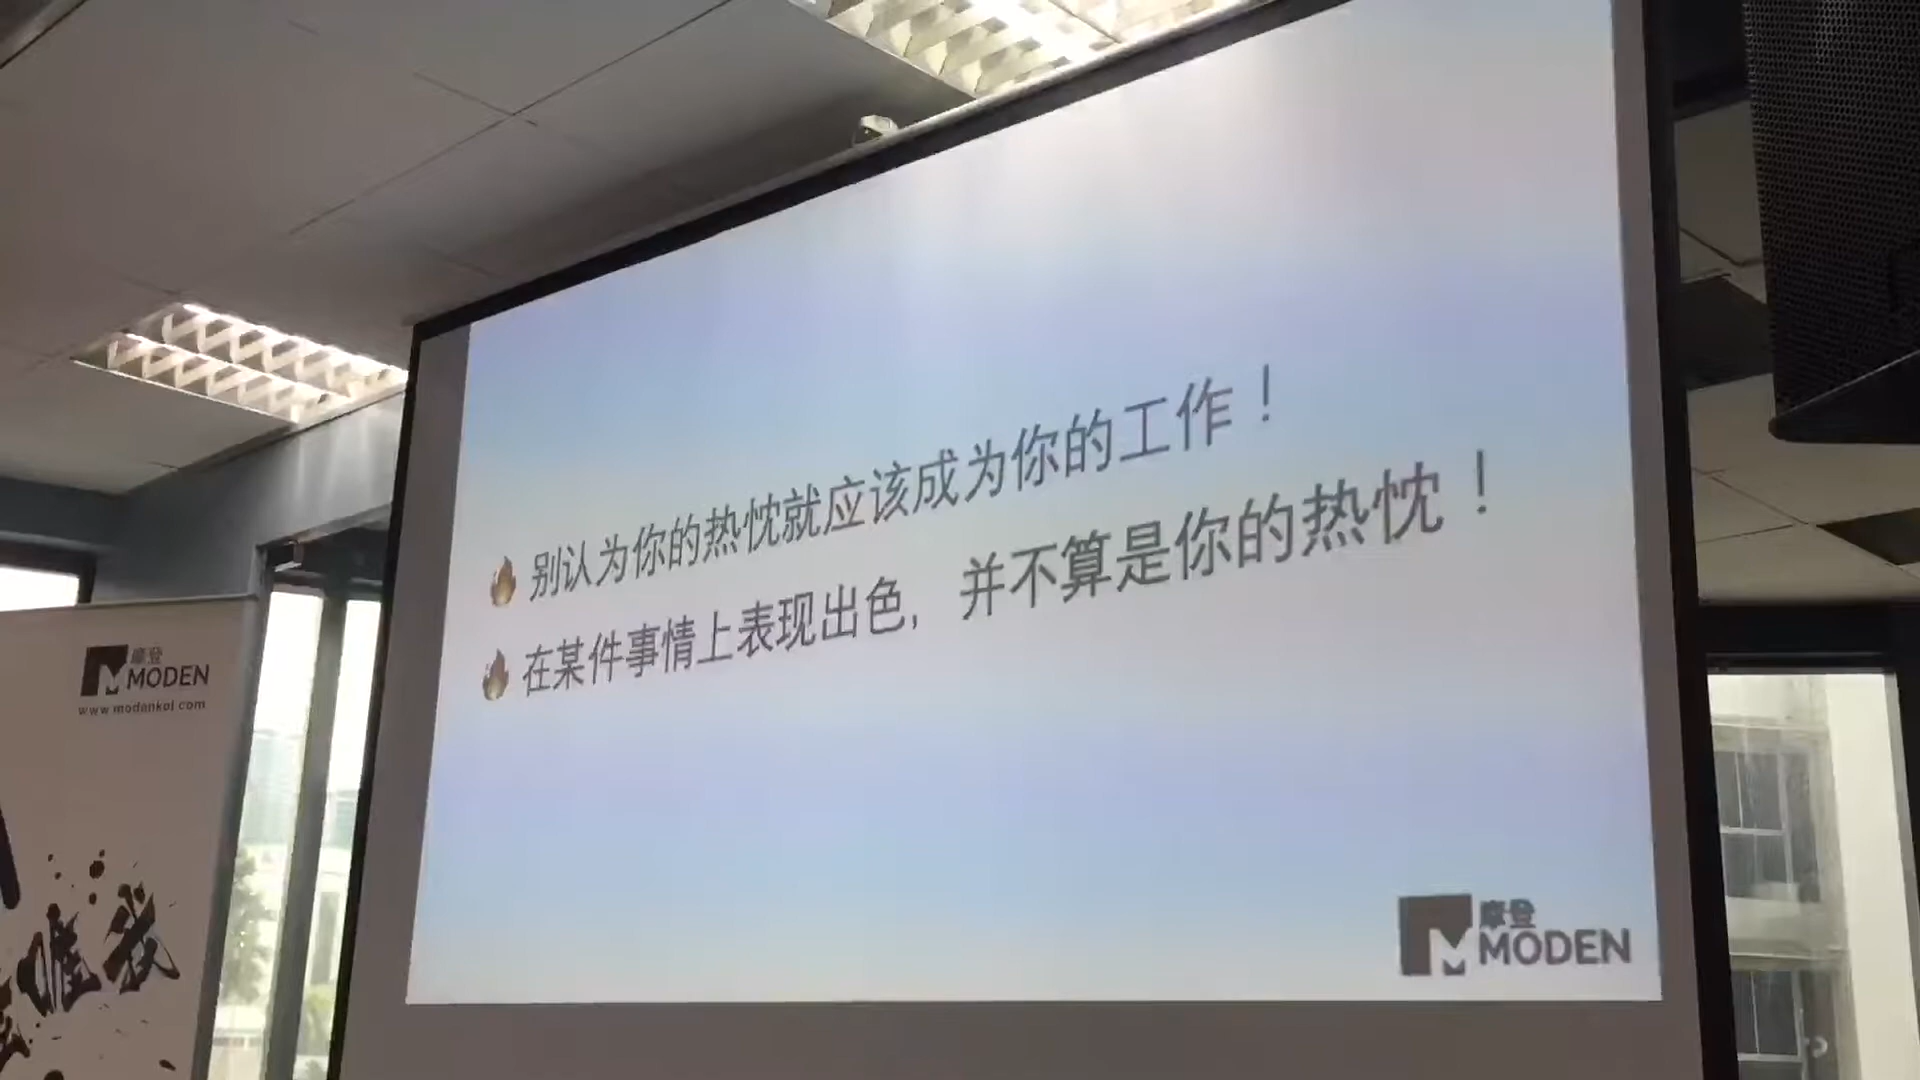 别认为你的热忱就应该成为你的工作！
在某件事情上表现出色，并不算是你的热忱！
摩登
MODEN
摩登
MODEN
www.modenkol.com
唯我